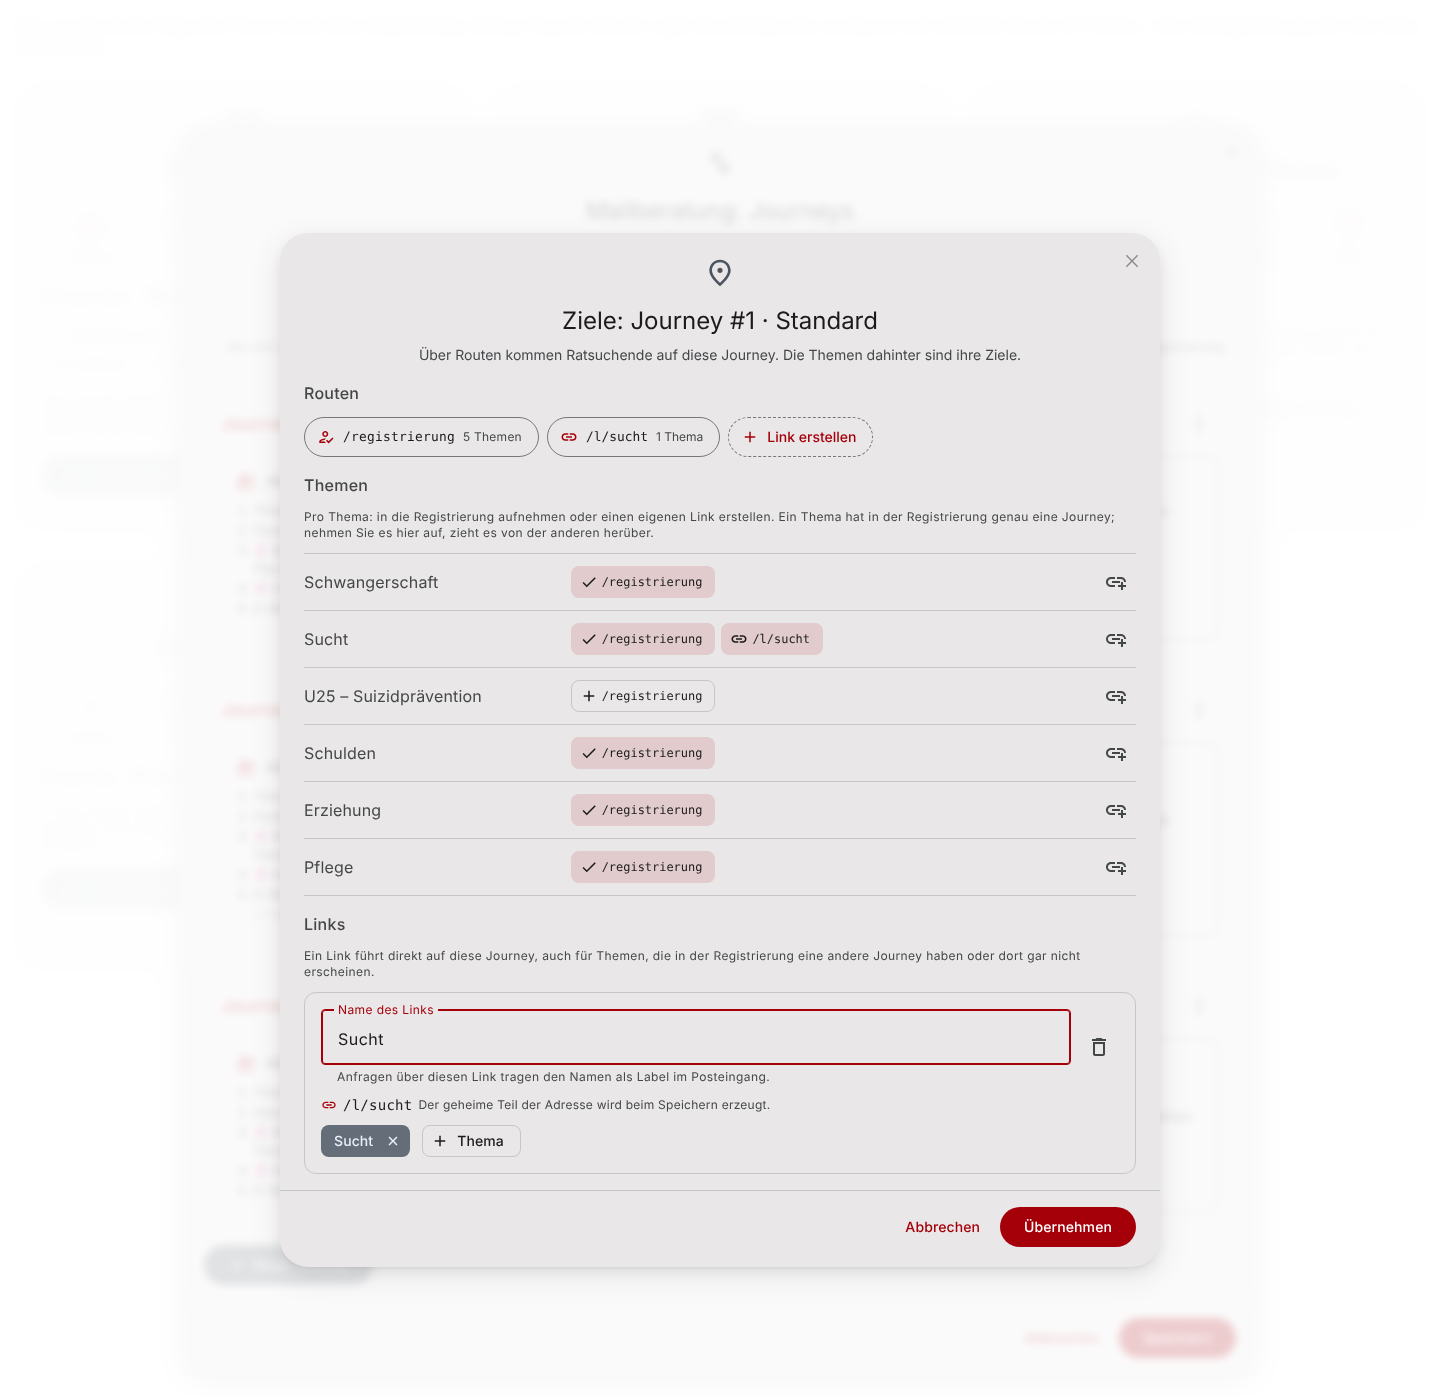 Mailberatung: Journeys
Ziele: Journey #1 · Standard
Über Routen kommen Ratsuchende auf diese Journey. Die Themen dahinter sind ihre Ziele.
Routen
/registrierung 5 Themen
/l/sucht 1 Thema
Link erstellen
Themen
Pro Thema: in die Registrierung aufnehmen oder einen eigenen Link erstellen. Ein Thema hat in der Registrierung genau eine Journey;
nehmen Sie es hier auf, zieht es von der anderen herüber.
Schwangerschaft /registrierung
Sucht /registrierung /l/sucht
U25 – Suizidprävention /registrierung
Schulden /registrierung
Erziehung /registrierung
Pflege /registrierung
Links
Ein Link führt direkt auf diese Journey, auch für Themen, die in der Registrierung eine andere Journey haben oder dort gar nicht
erscheinen.
Name des Links
Sucht
Anfragen über diesen Link tragen den Namen als Label im Posteingang.
/l/sucht Der geheime Teil der Adresse wird beim Speichern erzeugt.
Sucht
Thema
Abbrechen Übernehmen